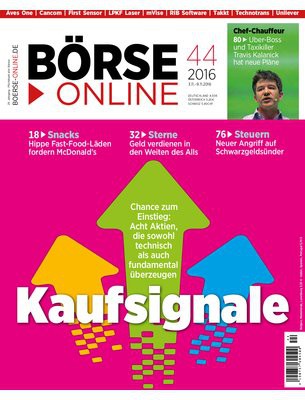 Aves One | Cancom | First Sensor | LPKF Laser | mVise | RIB Software | Takkt | Technotrans | Unilever
BOERSE-ONLINE.DE
BÖRSE
ONLINE
44
2016
Chef-Chauffeur
80 Uber-Boss und
Taxikiller
Travis Kalanick
hat neue Pläne
18 Snacks
Hippe Fast-Food-Läden
fordern McDonald's
32 Sterne
Geld verdienen in
den Weiten des Alls
76 Steuern
Neuer Angriff auf
Schwarzgeldsünder
Chance zum
Einstieg:
Acht Aktien,
die sowohl
technisch
als auch
fundamental
überzeugen
Kaufsignale